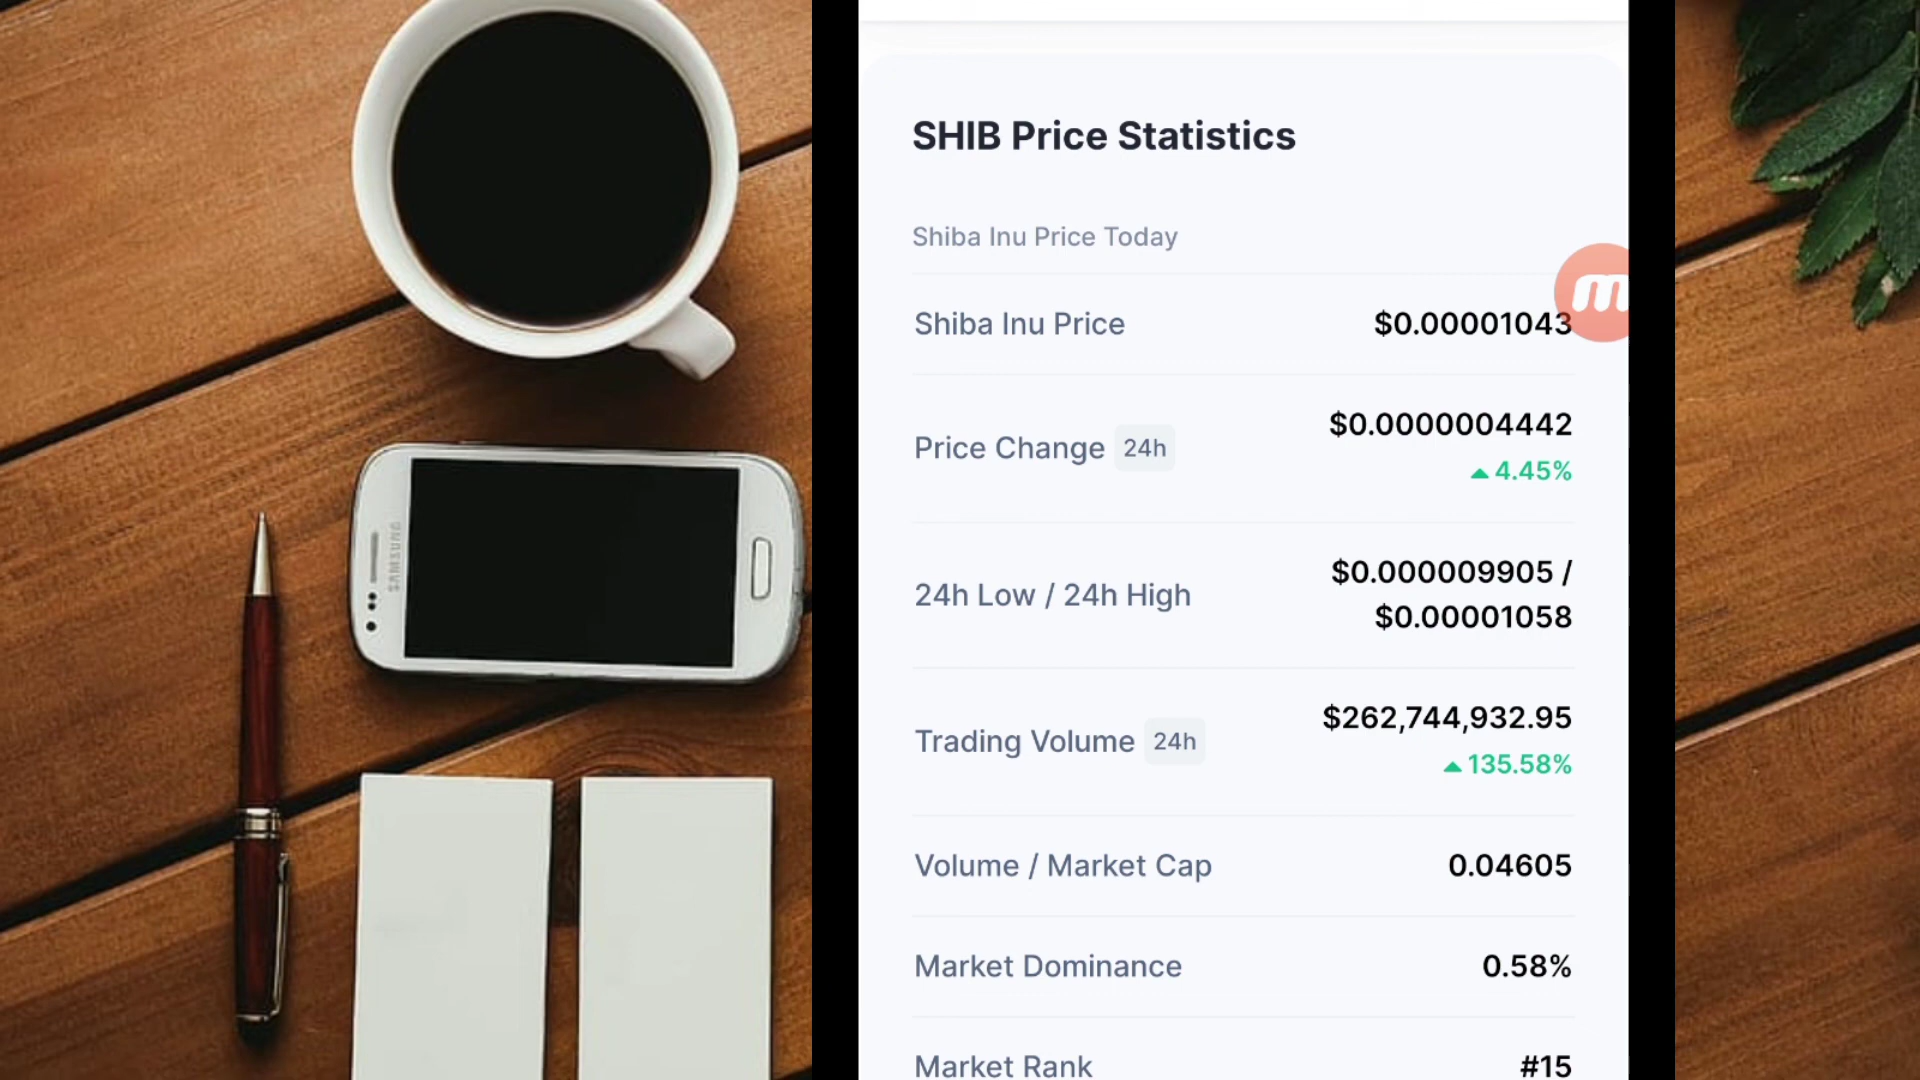 SAMSUNG
SHIB Price Statistics
Shiba Inu Price Today
Shiba Inu Price $0.00001043
m
Price Change 24h $0.0000004442
4.45%
24h Low / 24h High $0.000009905 /
$0.00001058
Trading Volume 24h $262,744,932.95
135.58%
Volume / Market Cap 0.04605
Market Dominance 0.58%
Market Rank #15